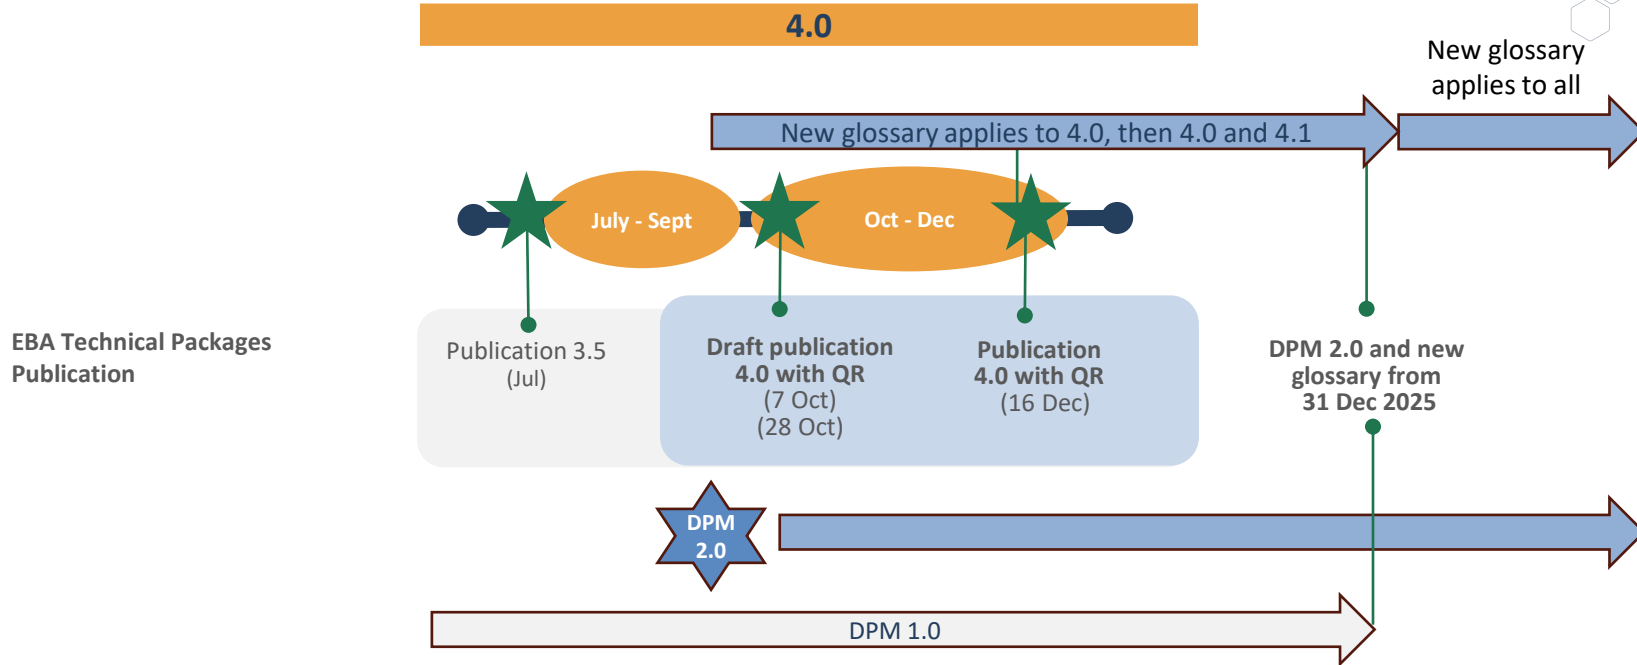 4.0
New glossary
applies to all
New glossary applies to 4.0, then 4.0 and 4.1
July - Sept
Oct - Dec
EBA Technical Packages
Publication
Publication 3.5
(Jul)
Draft publication
4.0 with QR
(7 Oct)
(28 Oct)
Publication
4.0 with QR
(16 Dec)
DPM 2.0 and new
glossary from
31 Dec 2025
DPM
2.0
DPM 1.0